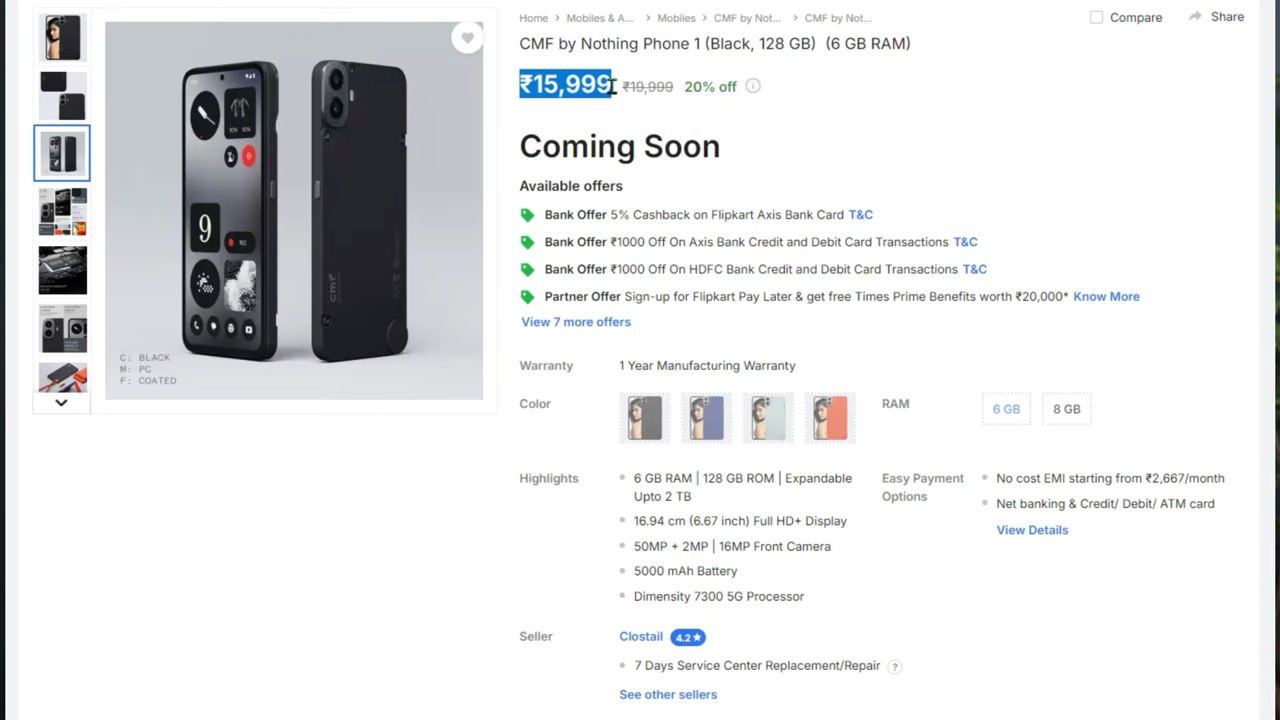 Home > Mobiles & A... > Mobiles > CMF by Not... > CMF by Not...
Compare
Share
CMF by Nothing Phone 1 (Black, 128 GB) (6 GB RAM)
₹15,999 ₹19,999 20% off
Coming Soon
Available offers
Bank Offer 5% Cashback on Flipkart Axis Bank Card T&C
Bank Offer ₹1000 Off On Axis Bank Credit and Debit Card Transactions T&C
Bank Offer ₹1000 Off On HDFC Bank Credit and Debit Card Transactions T&C
Partner Offer Sign-up for Flipkart Pay Later & get free Times Prime Benefits worth ₹20,000* Know More
View 7 more offers
9
C: BLACK
M: PC
F: COATED
Warranty 1 Year Manufacturing Warranty
Color
RAM 6 GB 8 GB
Highlights
6 GB RAM | 128 GB ROM | Expandable
Upto 2 TB
16.94 cm (6.67 inch) Full HD+ Display
50MP + 2MP | 16MP Front Camera
5000 mAh Battery
Dimensity 7300 5G Processor
Easy Payment
Options
No cost EMI starting from ₹2,667/month
Net banking & Credit/ Debit/ ATM card
View Details
Seller Clostail 4.2★
7 Days Service Center Replacement/Repair ?
See other sellers